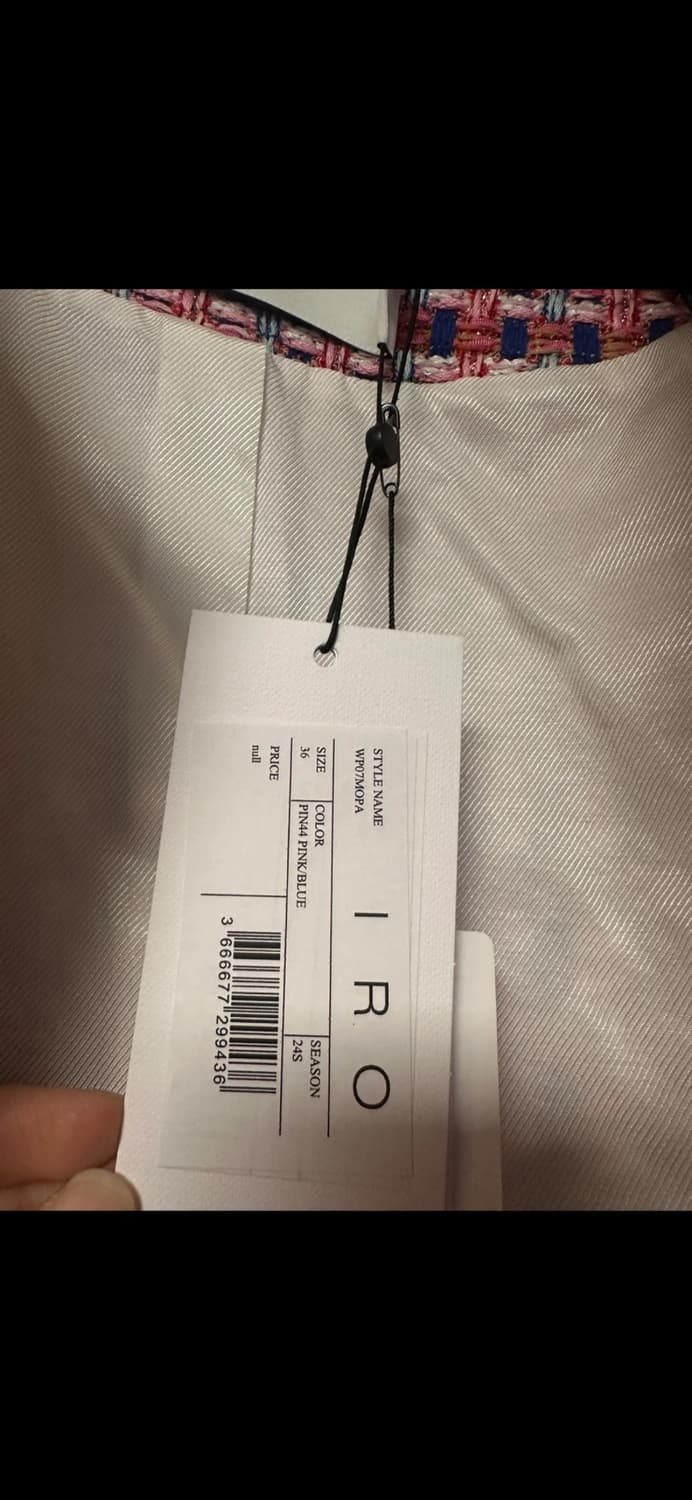 STYLE NAME
WP07MOPA
IRO
SIZE
36
COLOR
PIN44 PINK/BLUE
SEASON
24S
PRICE
null
3 666677 299436